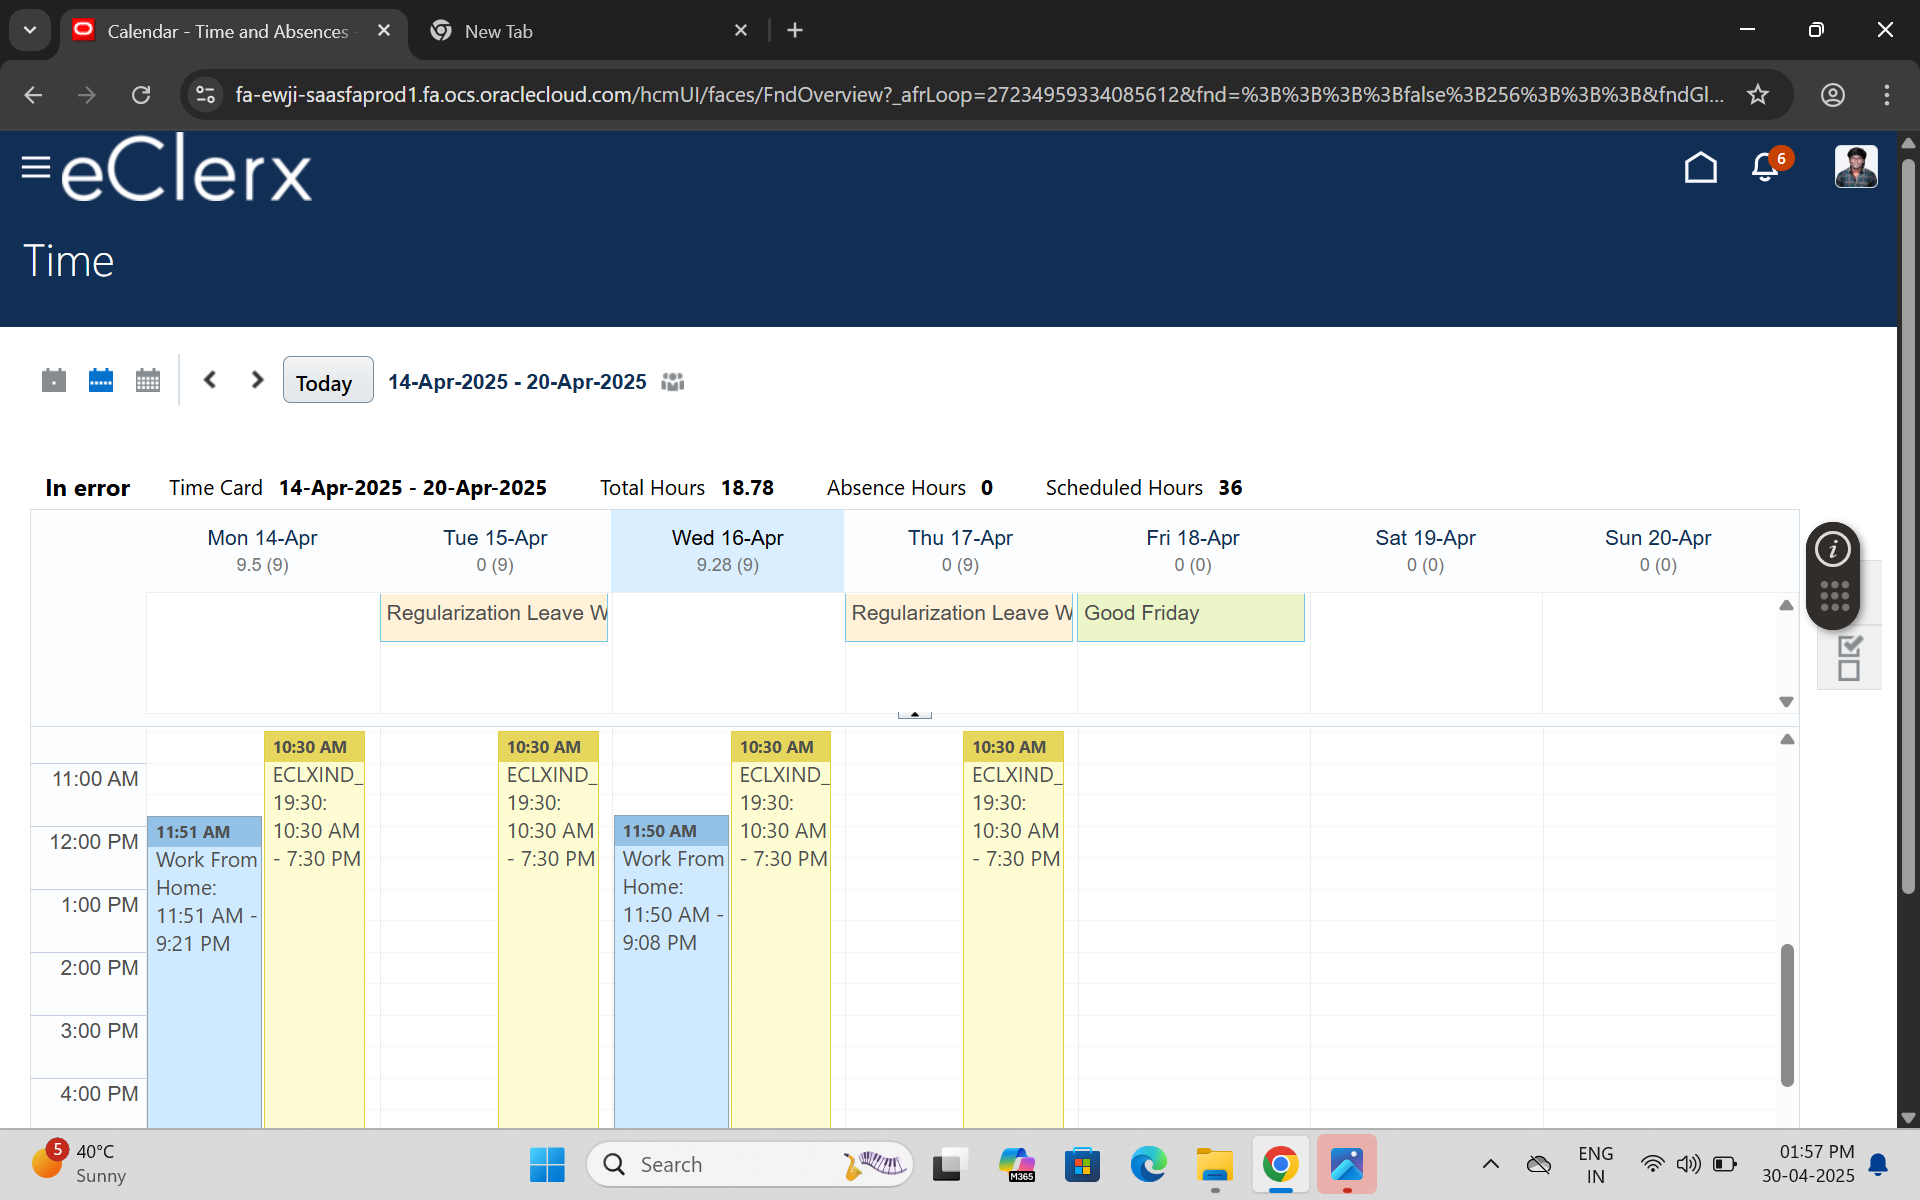 Calendar - Time and Absences -
New Tab
fa-ewji-saasfaprod1.fa.ocs.oraclecloud.com/hcmUI/faces/FndOverview?_afrLoop=27234959334085612&fnd=%3B%3B%3B%3Bfalse%3B256%3B%3B%3B&fndGl...
eClerx
6
Time
Today
14-Apr-2025 - 20-Apr-2025
In error Time Card 14-Apr-2025 - 20-Apr-2025 Total Hours 18.78 Absence Hours 0 Scheduled Hours 36
Mon 14-Apr Tue 15-Apr Wed 16-Apr Thu 17-Apr Fri 18-Apr Sat 19-Apr Sun 20-Apr
9.5 (9) 0 (9) 9.28 (9) 0 (9) 0 (0) 0 (0) 0 (0)
Regularization Leave W
Regularization Leave W
Good Friday
11:00 AM
12:00 PM
1:00 PM
2:00 PM
3:00 PM
4:00 PM
11:51 AM
Work From
Home:
11:51 AM -
9:21 PM
10:30 AM
ECLXIND_
19:30:
10:30 AM
- 7:30 PM
10:30 AM
ECLXIND_
19:30:
10:30 AM
- 7:30 PM
11:50 AM
Work From
Home:
11:50 AM -
9:08 PM
10:30 AM
ECLXIND_
19:30:
10:30 AM
- 7:30 PM
10:30 AM
ECLXIND_
19:30:
10:30 AM
- 7:30 PM
5
40°C
Sunny
Search
M365
ENG
IN
01:57 PM
30-04-2025